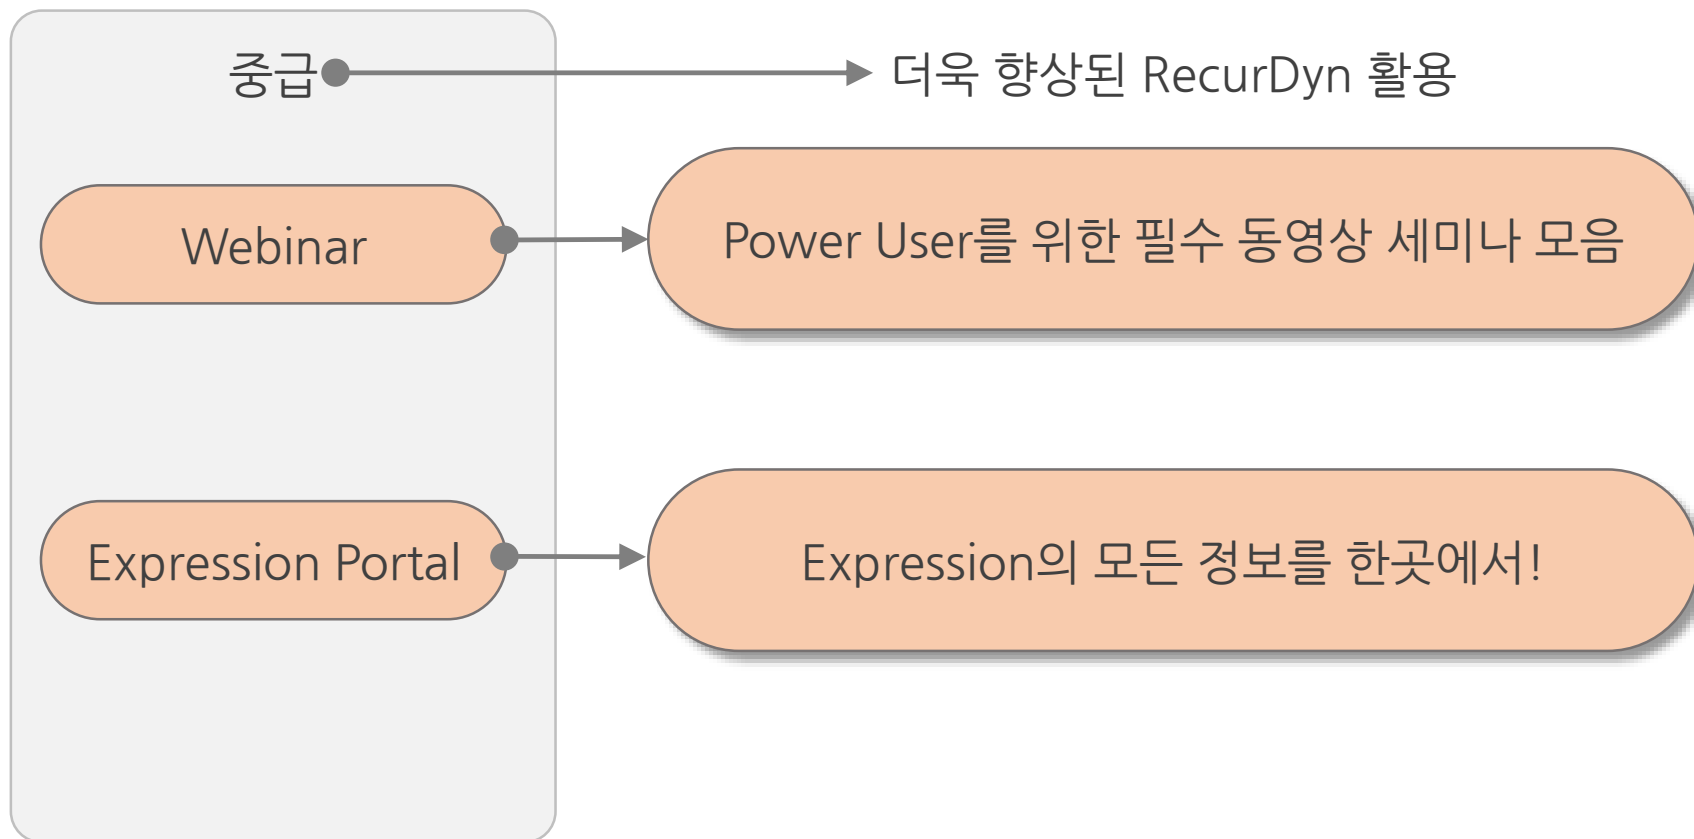 중급
더욱 향상된 RecurDyn 활용
Webinar
Power User를 위한 필수 동영상 세미나 모음
Expression Portal
Expression의 모든 정보를 한곳에서!